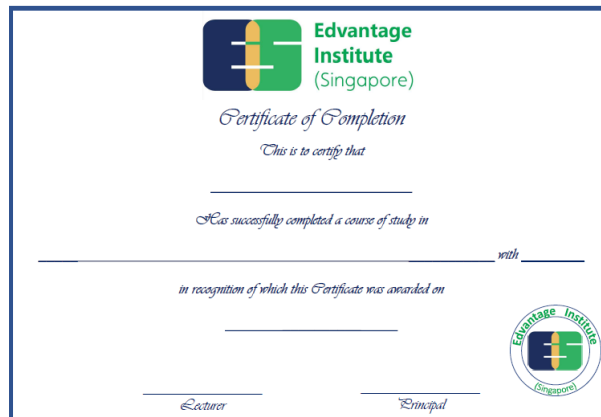 Edvantage
Institute
(Singapore)
Certificate of Completion
This is to certify that
Has successfully completed a course of study in
with
in recognition of which this Certificate was awarded on
Edvantage Institute
(Singapore)
Lecturer
Principal